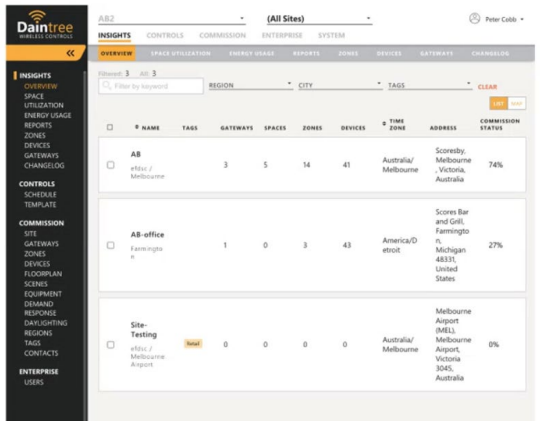 Daintree
WIRELESS CONTROLS
AB2
(All Sites)
Peter Cobb
INSIGHTS CONTROLS COMMISSION ENTERPRISE SYSTEM
«
OVERVIEW SPACE UTILIZATION ENERGY USAGE REPORTS ZONES DEVICES GATEWAYS CHANGELOG
INSIGHTS
OVERVIEW
SPACE
UTILIZATION
ENERGY USAGE
REPORTS
ZONES
DEVICES
GATEWAYS
CHANGELOG
CONTROLS
SCHEDULE
TEMPLATE
COMMISSION
SITE
GATEWAYS
ZONES
DEVICES
FLOORPLAN
SCENES
EQUIPMENT
DEMAND
RESPONSE
DAYLIGHTING
REGIONS
TAGS
CONTACTS
ENTERPRISE
USERS
Filtered: 3 All: 3
Filter by keyword
REGION
CITY
TAGS
CLEAR
LIST MAP
NAME TAGS GATEWAYS SPACES ZONES DEVICES TIME ZONE ADDRESS COMMISSION STATUS
AB
efdsc /
Melbourne
3 5 14 41
Australia/
Melbourne
Scoresby,
Melbourne
, Victoria,
Australia
74%
AB-office
Farmingto
n
1 0 3 43
America/D
etroit
Scores Bar
and Grill,
Farmingto
n,
Michigan
48331,
United
States
27%
Site-
Testing
efdsc /
Melbourne
Airport
0 0 0 0
Australia/
Melbourne
Melbourne
Airport
(MEL),
Melbourne
Airport,
Victoria
3045,
Australia
0%